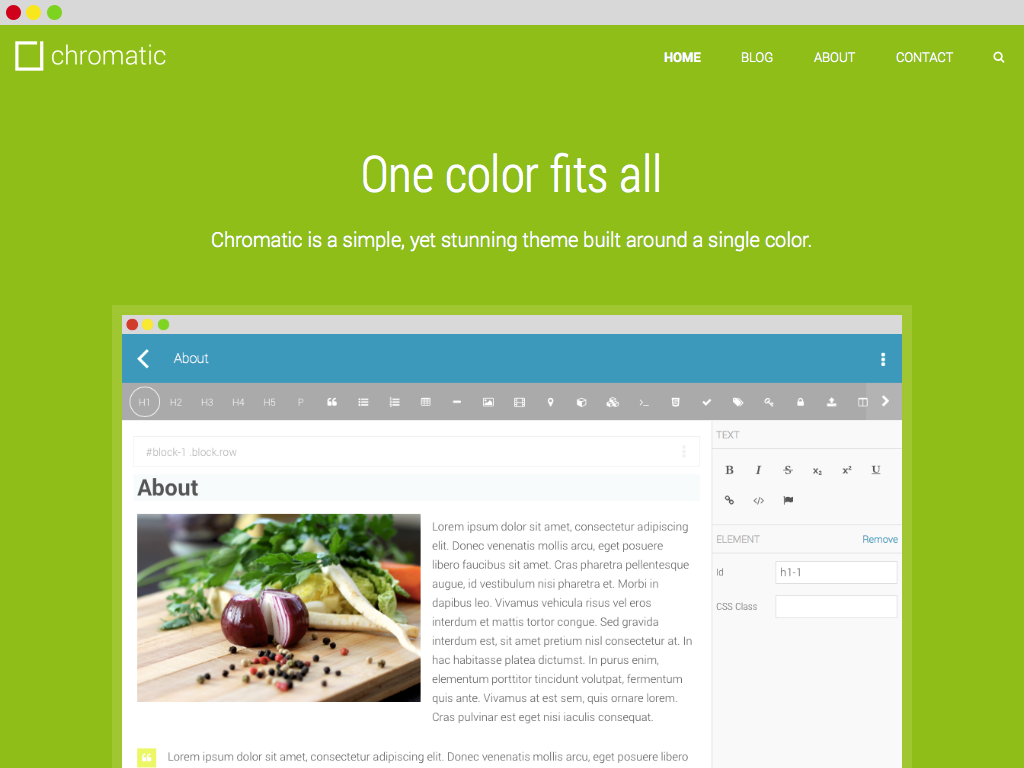 chromatic
HOME BLOG ABOUT CONTACT
One color fits all
Chromatic is a simple, yet stunning theme built around a single color.
About
H1 H2 H3 H4 H5 P
#block-1 .block.row
About
Lorem ipsum dolor sit amet, consectetur adipiscing
elit. Donec venenatis mollis arcu, eget posuere
libero faucibus sit amet. Cras pharetra pellentesque
augue, id vestibulum nisi pharetra et. Morbi in
dapibus leo. Vivamus vehicula risus vel eros
interdum et mattis tortor congue. Sed gravida
interdum est, sit amet pretium nisl consectetur at. In
hac habitasse platea dictumst. In purus enim,
elementum porttitor tincidunt volutpat, fermentum
quis ante. Vivamus at est sem, quis ornare lorem.
Cras pulvinar est eget nisi iaculis consequat.
Lorem ipsum dolor sit amet, consectetur adipiscing elit. Donec venenatis mollis arcu, eget posuere libero
TEXT
B I S x₂ x² U
</>
ELEMENT Remove
Id h1-1
CSS Class